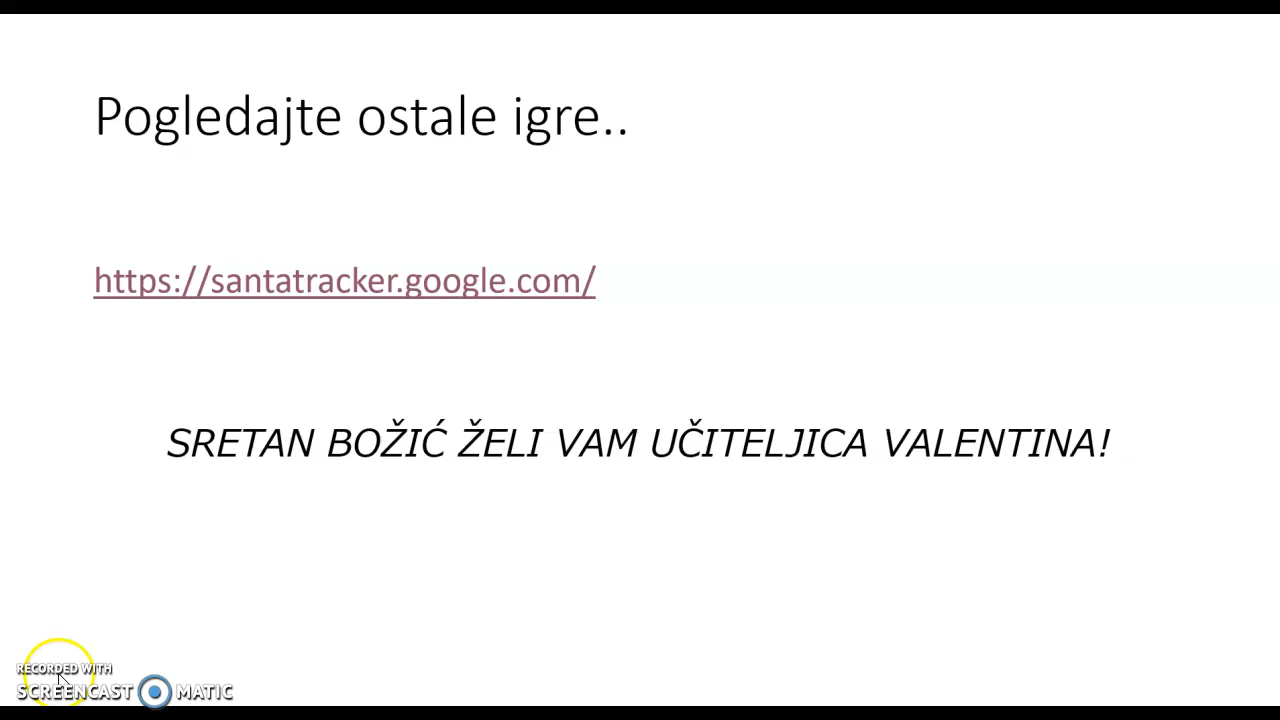 Pogledajte ostale igre..
https://santatracker.google.com/
SRETAN BOŽIĆ ŽELI VAM UČITELJICA VALENTINA!
RECORDED WITH
SCREENCAST MATIC